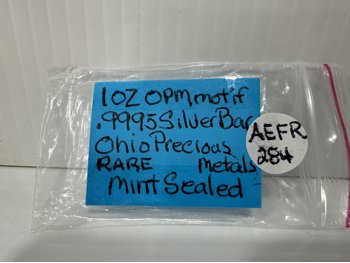 1OZ OPM motif
.9995 Silver Bar
Ohio Precious
RARE Metals
Mint Sealed
AEFR
284